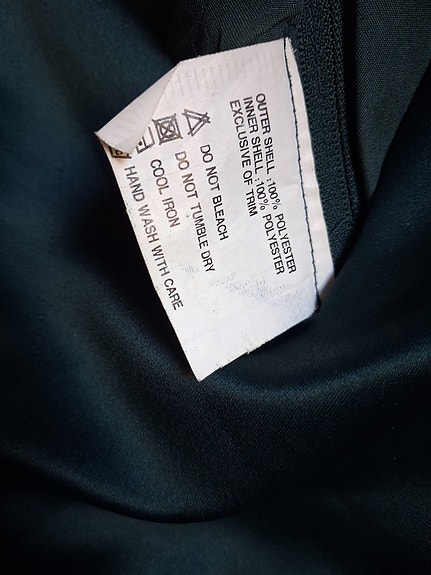 OUTER SHELL :100% POLYESTER
INNER SHELL :100% POLYESTER
EXCLUSIVE OF TRIM
DO NOT BLEACH
DO NOT TUMBLE DRY
COOL IRON
HAND WASH WITH CARE